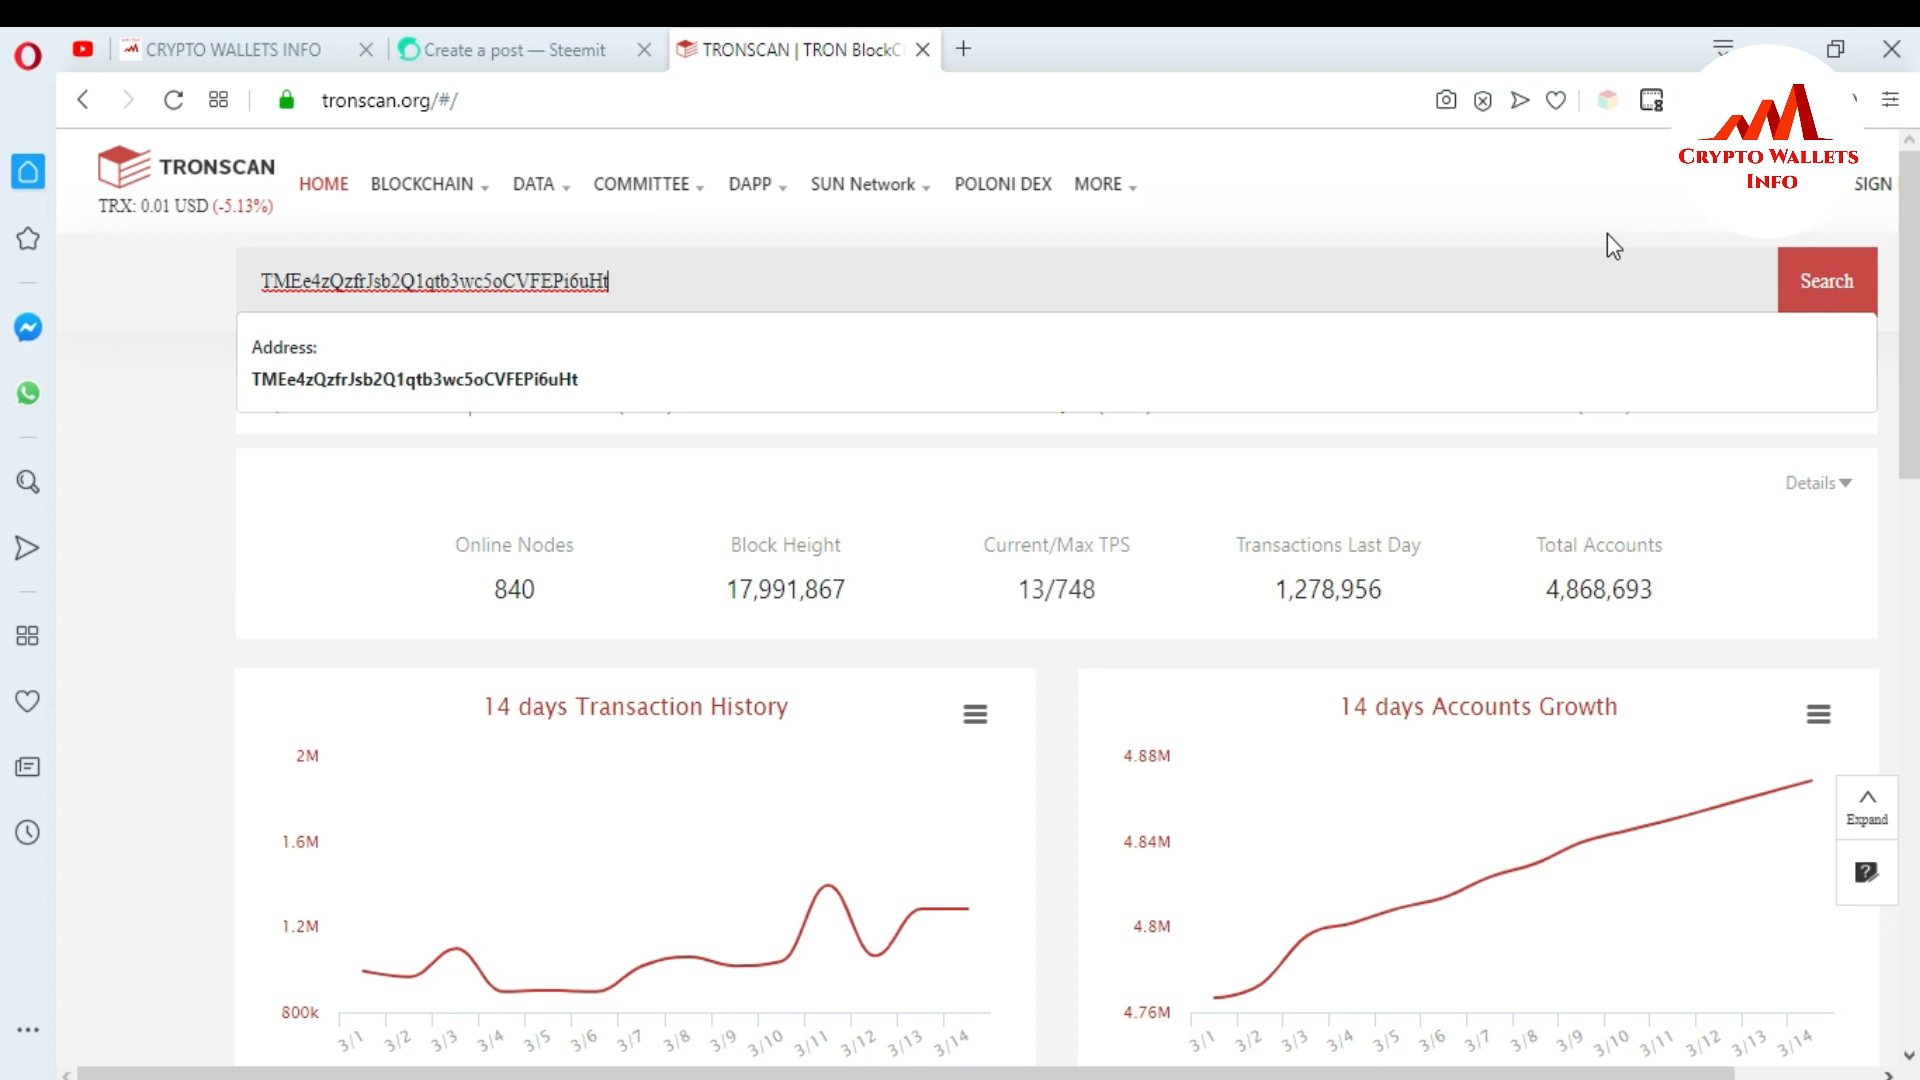 CRYPTO WALLETS INFO
Create a post — Steemit
TRONSCAN | TRON BlockC
tronscan.org/#/
CRYPTO WALLETS
INFO
TRONSCAN
TRX: 0.01 USD (-5.13%)
HOME BLOCKCHAIN DATA COMMITTEE DAPP SUN Network POLONI DEX MORE SIGN
TMEe4zQzfrJsb2Q1qtb3wc5oCVFEPi6uHt
Search
Address:
TMEe4zQzfrJsb2Q1qtb3wc5oCVFEPi6uHt
Details
Online Nodes Block Height Current/Max TPS Transactions Last Day Total Accounts
840 17,991,867 13/748 1,278,956 4,868,693
14 days Transaction History
2M
1.6M
1.2M
800k
3/1 3/2 3/3 3/4 3/5 3/6 3/7 3/8 3/9 3/10 3/11 3/12 3/13 3/14
14 days Accounts Growth
4.88M
4.84M
4.8M
4.76M
3/1 3/2 3/3 3/4 3/5 3/6 3/7 3/8 3/9 3/10 3/11 3/12 3/13 3/14
Expand
?